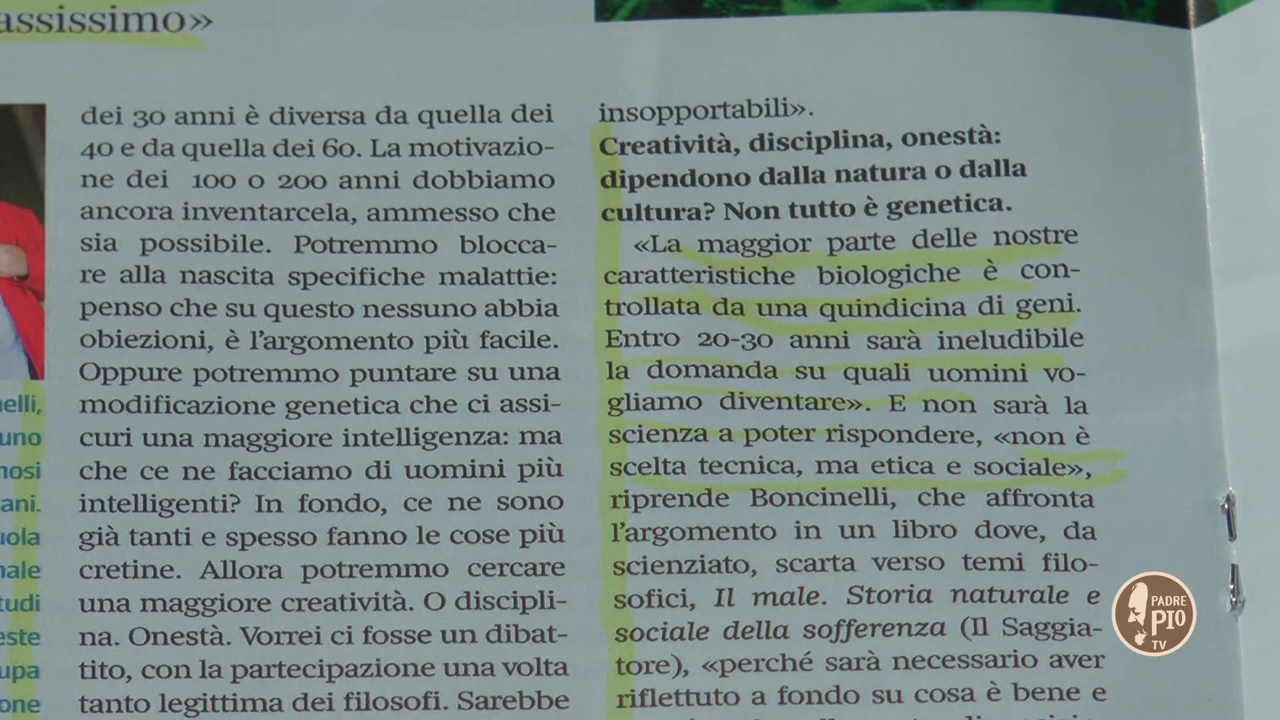 assissimo»
elli,
uno
nosi
ani.
uola
nale
tudi
este
upa
one
dei 30 anni è diversa da quella dei
40 e da quella dei 60. La motivazio-
ne dei 100 o 200 anni dobbiamo
ancora inventarcela, ammesso che
sia possibile. Potremmo blocca-
re alla nascita specifiche malattie:
penso che su questo nessuno abbia
obiezioni, è l'argomento più facile.
Oppure potremmo puntare su una
modificazione genetica che ci assi-
curi una maggiore intelligenza: ma
che ce ne facciamo di uomini più
intelligenti? In fondo, ce ne sono
già tanti e spesso fanno le cose più
cretine. Allora potremmo cercare
una maggiore creatività. O discipli-
na. Onestà. Vorrei ci fosse un dibat-
tito, con la partecipazione una volta
tanto legittima dei filosofi. Sarebbe
insopportabili».
Creatività, disciplina, onestà:
dipendono dalla natura o dalla
cultura? Non tutto è genetica.
«La maggior parte delle nostre
caratteristiche biologiche è con-
trollata da una quindicina di geni.
Entro 20-30 anni sarà ineludibile
la domanda su quali uomini vo-
gliamo diventare». E non sarà la
scienza a poter rispondere, «non è
scelta tecnica, ma etica e sociale»,
riprende Boncinelli, che affronta
l'argomento in un libro dove, da
scienziato, scarta verso temi filo-
sofici, Il male. Storia naturale e
sociale della sofferenza (Il Saggia-
tore), «perché sarà necessario aver
riflettuto a fondo su cosa è bene e
PADRE
PIO
TV